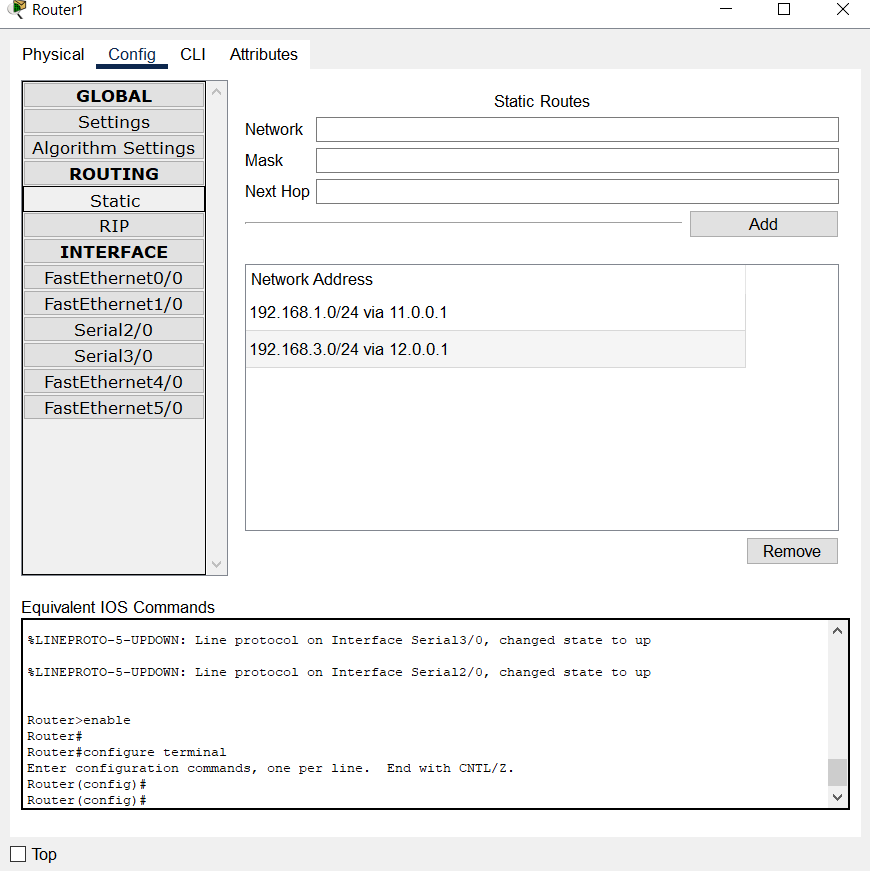 Router1
Physical Config CLI Attributes
GLOBAL
Settings
Algorithm Settings
ROUTING
Static
RIP
INTERFACE
FastEthernet0/0
FastEthernet1/0
Serial2/0
Serial3/0
FastEthernet4/0
FastEthernet5/0
Static Routes
Network
Mask
Next Hop
Add
Network Address
192.168.1.0/24 via 11.0.0.1
192.168.3.0/24 via 12.0.0.1
Remove
Equivalent IOS Commands
%LINEPROTO-5-UPDOWN: Line protocol on Interface Serial3/0, changed state to up
%LINEPROTO-5-UPDOWN: Line protocol on Interface Serial2/0, changed state to up
Router>enable
Router#
Router#configure terminal
Enter configuration commands, one per line.  End with CNTL/Z.
Router(config)#
Router(config)#
Top